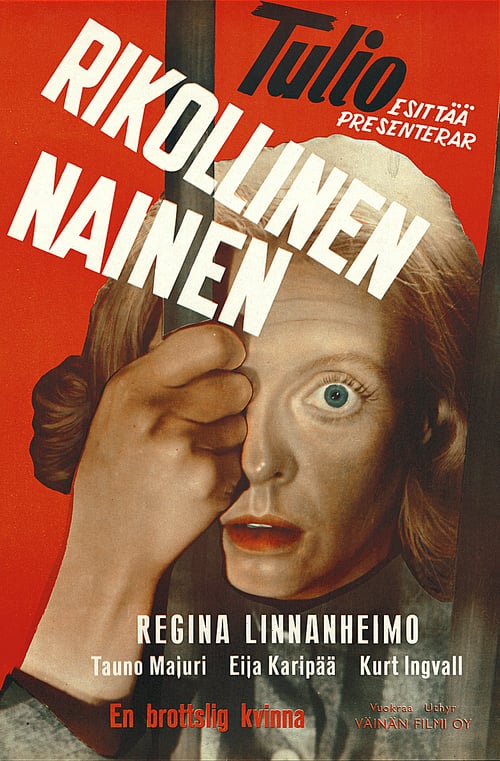 Tulio
ESITTÄÄ
PRESENTERAR
RIKOLLINEN
NAINEN
REGINA LINNANHEIMO
Tauno Majuri Eija Karipää Kurt Ingvall
En brottslig kvinna
Vuokraa Uthyr
VÄINÄN FILMI OY